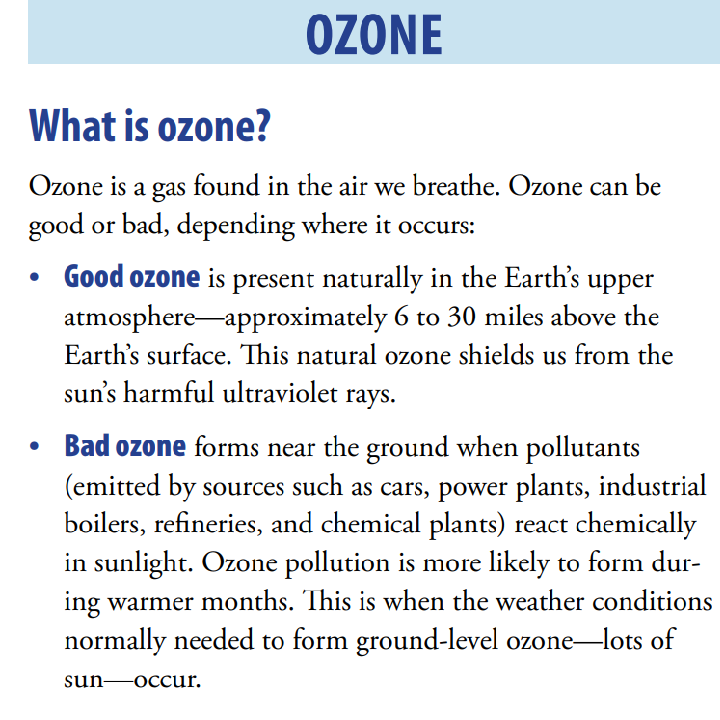 OZONE
What is ozone?
Ozone is a gas found in the air we breathe. Ozone can be
good or bad, depending where it occurs:
• Good ozone is present naturally in the Earth’s upper
atmosphere—approximately 6 to 30 miles above the
Earth’s surface. This natural ozone shields us from the
sun’s harmful ultraviolet rays.
• Bad ozone forms near the ground when pollutants
(emitted by sources such as cars, power plants, industrial
boilers, refineries, and chemical plants) react chemically
in sunlight. Ozone pollution is more likely to form dur-
ing warmer months. This is when the weather conditions
normally needed to form ground-level ozone—lots of
sun—occur.